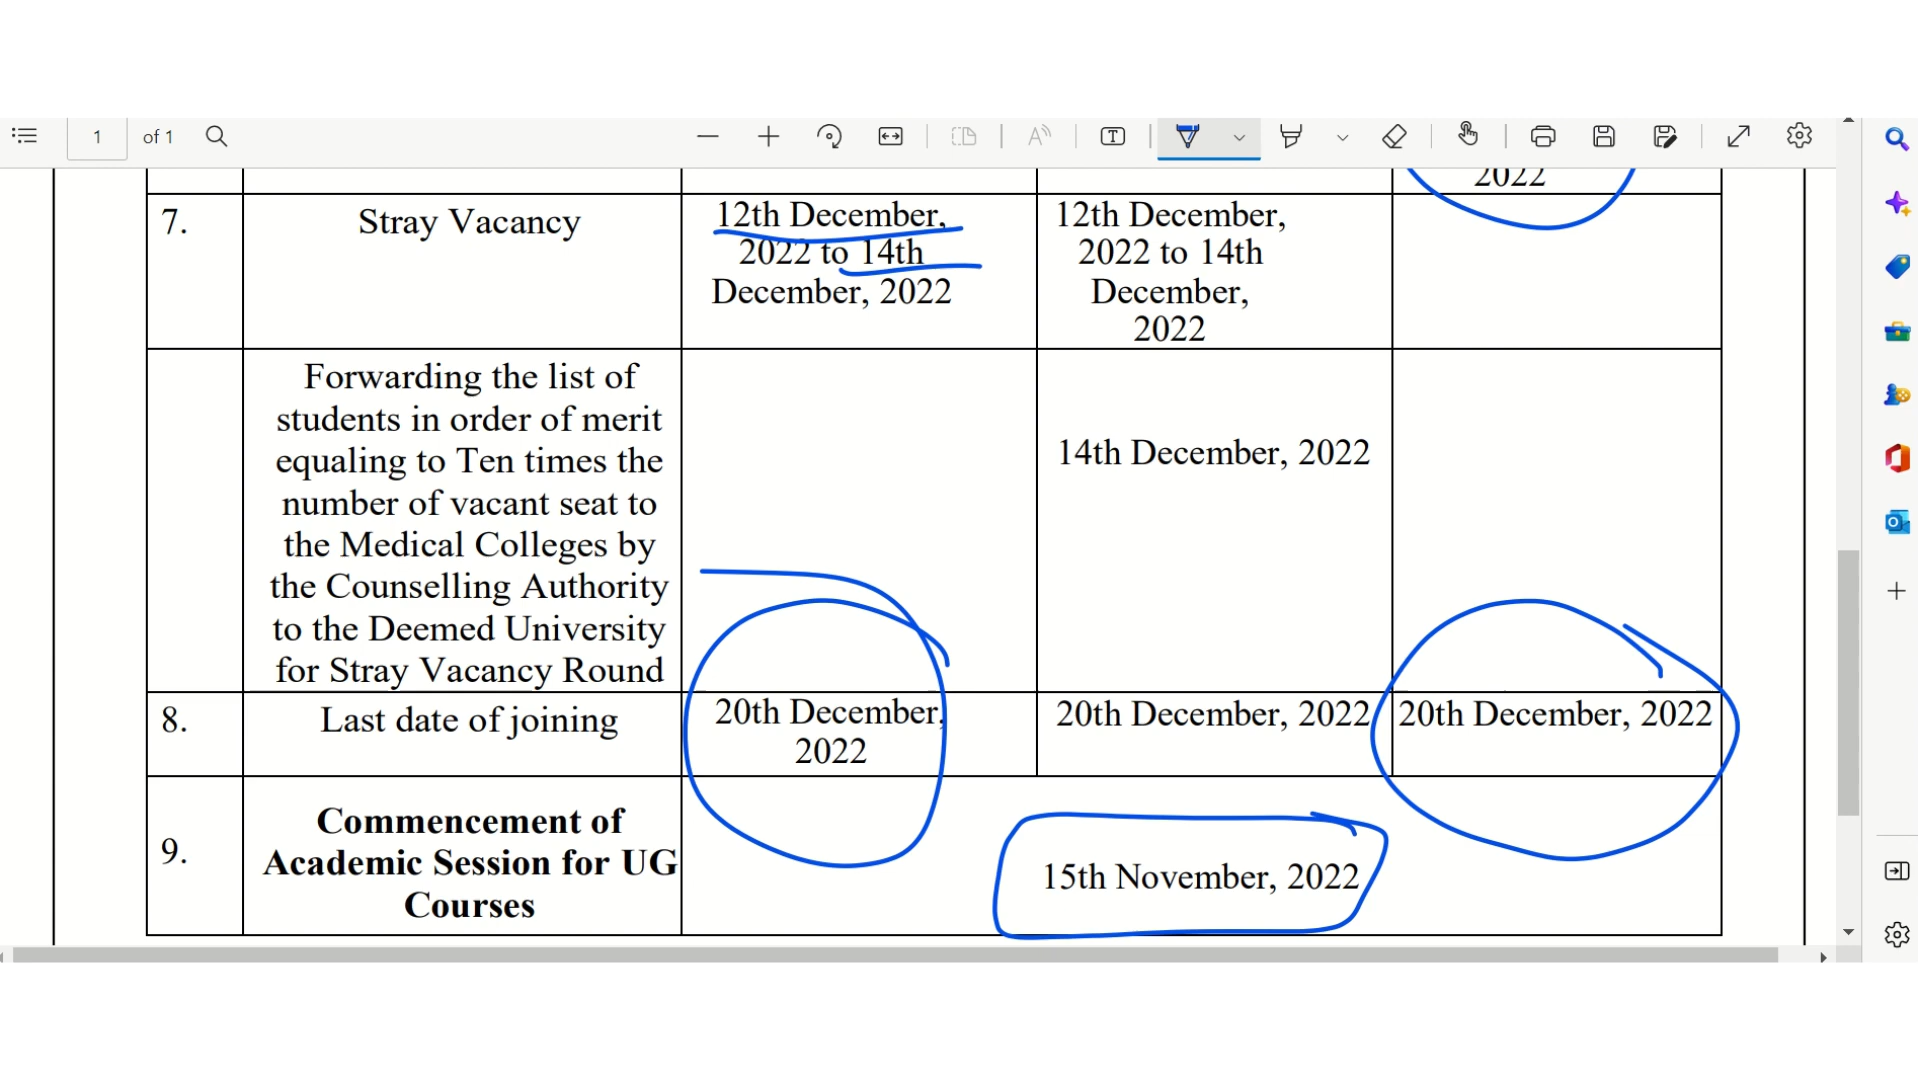 1 of 1
2022
7. Stray Vacancy 12th December, 12th December,
2022 to 14th 2022 to 14th
December, 2022 December,
2022
Forwarding the list of
students in order of merit
equaling to Ten times the 14th December, 2022
number of vacant seat to
the Medical Colleges by
the Counselling Authority
to the Deemed University
for Stray Vacancy Round
8. Last date of joining 20th December, 20th December, 2022 20th December, 2022
2022
Commencement of
9. Academic Session for UG 15th November, 2022
Courses